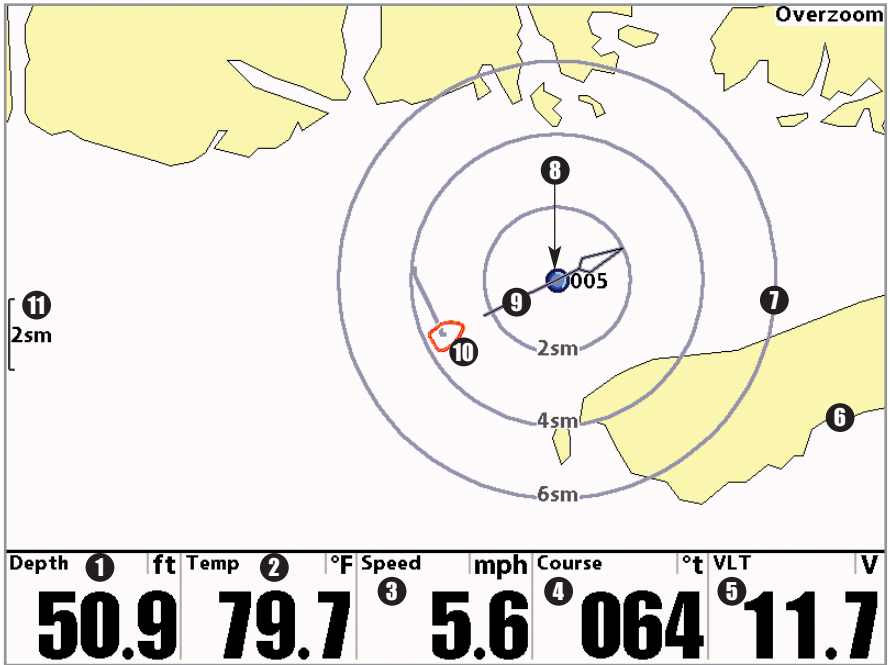 Overzoom
8
005
11
9
7
2sm
10
2sm
4sm
6
6sm
Depth 1 ft Temp 2 °F Speed mph Course °t VLT V
3 4 5
50.9 79.7 5.6 064 11.7